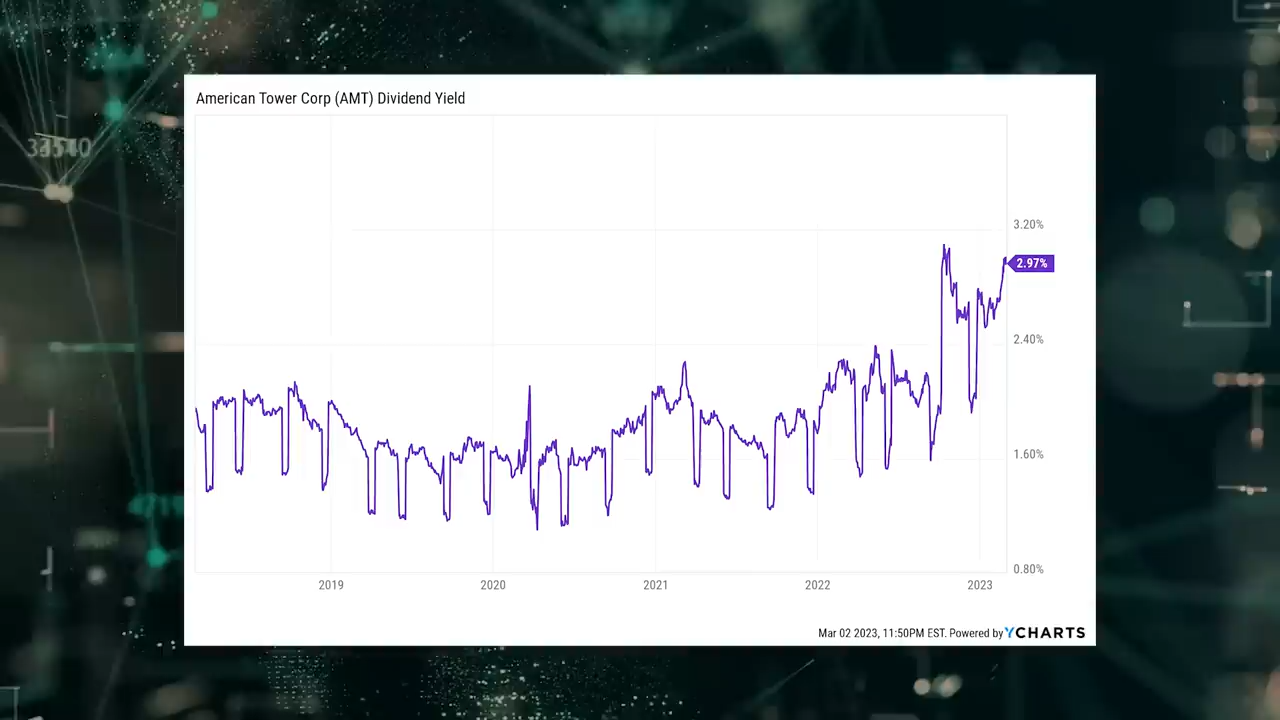 American Tower Corp (AMT) Dividend Yield
3.20%
2.97%
2.40%
1.60%
0.80%
2019 2020 2021 2022 2023
Mar 02 2023, 11:50PM EST. Powered by YCHARTS